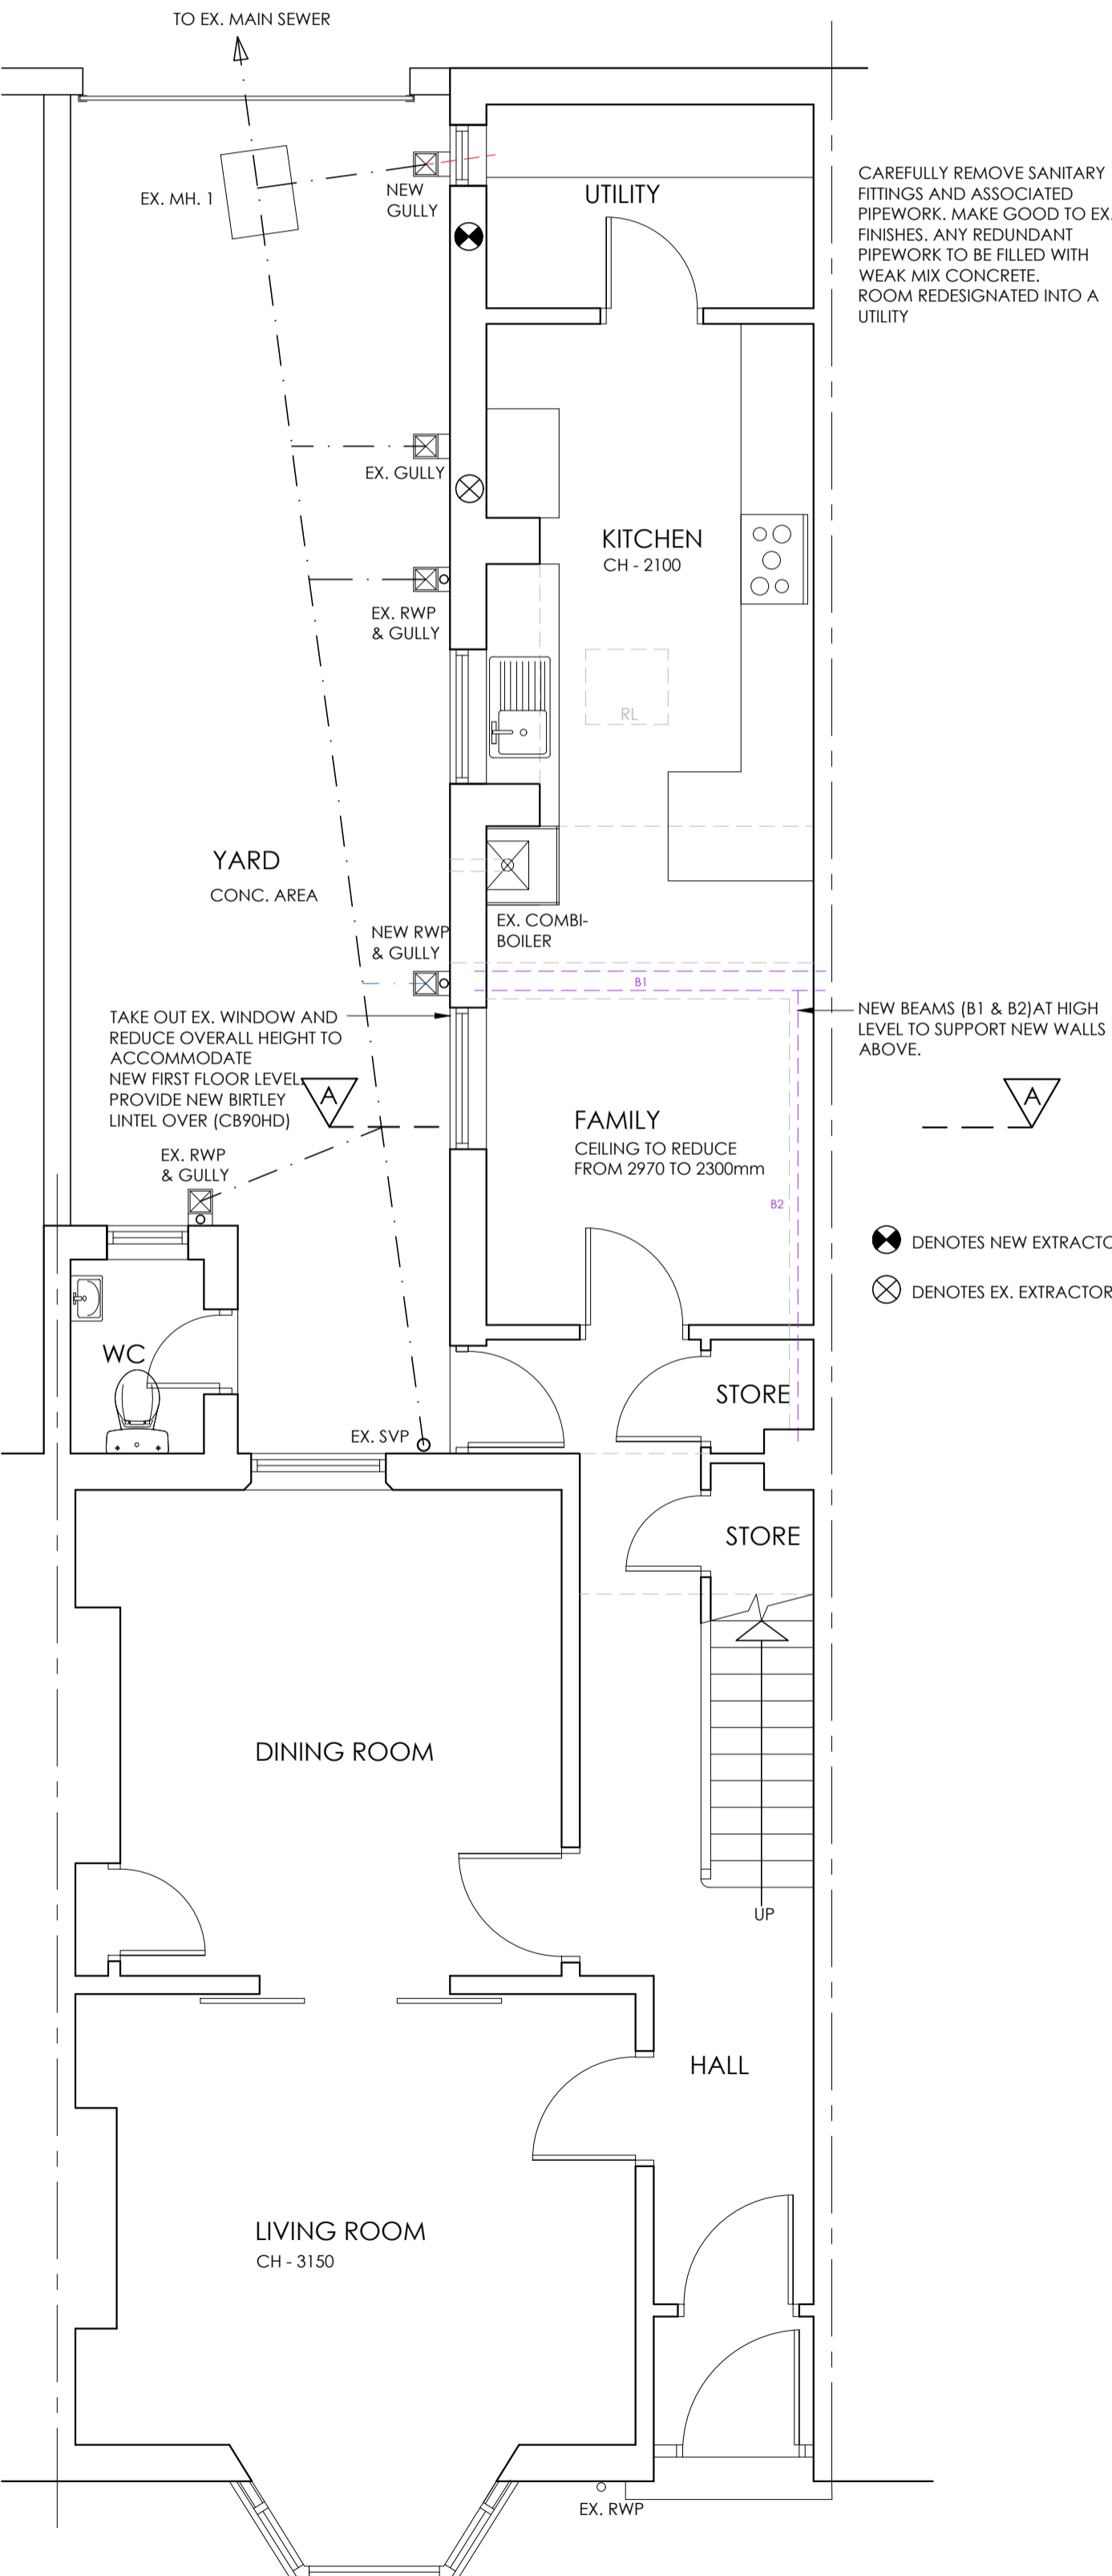 TO EX. MAIN SEWER
EX. MH. 1
NEW
GULLY
UTILITY
CAREFULLY REMOVE SANITARY
FITTINGS AND ASSOCIATED
PIPEWORK. MAKE GOOD TO EX.
FINISHES. ANY REDUNDANT
PIPEWORK TO BE FILLED WITH
WEAK MIX CONCRETE.
ROOM REDESIGNATED INTO A
UTILITY
EX. GULLY
KITCHEN
CH - 2100
EX. RWP
& GULLY
RL
YARD
CONC. AREA
EX. COMBI-
BOILER
NEW RWP
& GULLY
B1
TAKE OUT EX. WINDOW AND
REDUCE OVERALL HEIGHT TO
ACCOMMODATE
NEW FIRST FLOOR LEVEL.
PROVIDE NEW BIRTLEY
LINTEL OVER (CB90HD)
NEW BEAMS (B1 & B2)AT HIGH
LEVEL TO SUPPORT NEW WALLS
ABOVE.
A
A
FAMILY
CEILING TO REDUCE
FROM 2970 TO 2300mm
EX. RWP
& GULLY
B2
DENOTES NEW EXTRACTO
DENOTES EX. EXTRACTOR
WC
STORE
EX. SVP
STORE
DINING ROOM
UP
HALL
LIVING ROOM
CH - 3150
EX. RWP